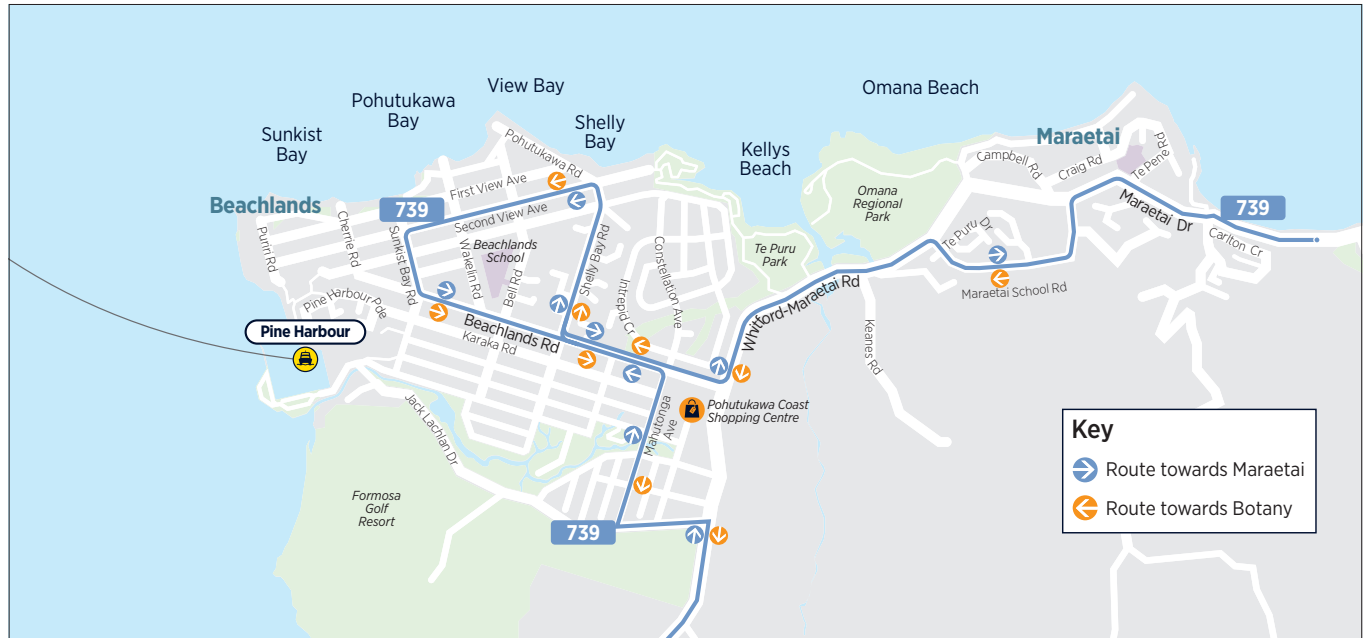 Sunkist
Bay
Pohutukawa
Bay
View Bay
Shelly
Bay
Kellys
Beach
Omana Beach
Maraetai
Beachlands
739
Pohutukawa Rd
First View Ave
Second View Ave
Puriri Rd
Cherrie Rd
Sunkist Bay Rd
Wakelin Rd
Beachlands
School
Bell Rd
Shelly Bay Rd
Intrepid Cr
Constellation Ave
Te Puru
Park
Omana
Regional
Park
Campbell Rd
Craig Rd
Te Pene Rd
Maraetai Dr
739
Carlton Cr
Te Puru Dr
Maraetai School Rd
Whitford-Maraetai Rd
Keanes Rd
Pine Harbour Pde
Pine Harbour
Beachlands Rd
Karaka Rd
Jack Lachlan Dr
Mahutonga
Ave
Pohutukawa Coast
Shopping Centre
Formosa
Golf
Resort
739
Key
Route towards Maraetai
Route towards Botany